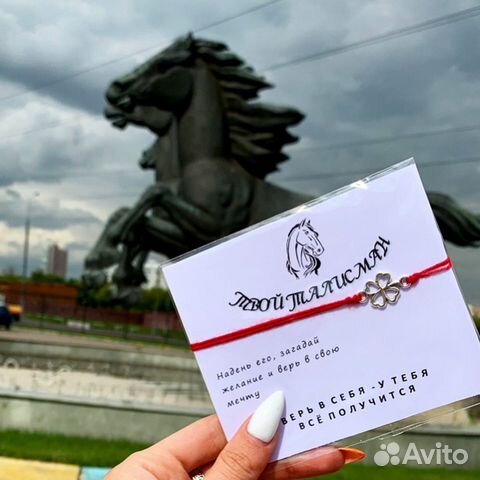 ТВОЙ ТАЛИСМАН
Надень его, загадай
желание и верь в свою
мечту
ВЕРЬ В СЕБЯ - У ТЕБЯ
ВСЁ ПОЛУЧИТСЯ
Avito